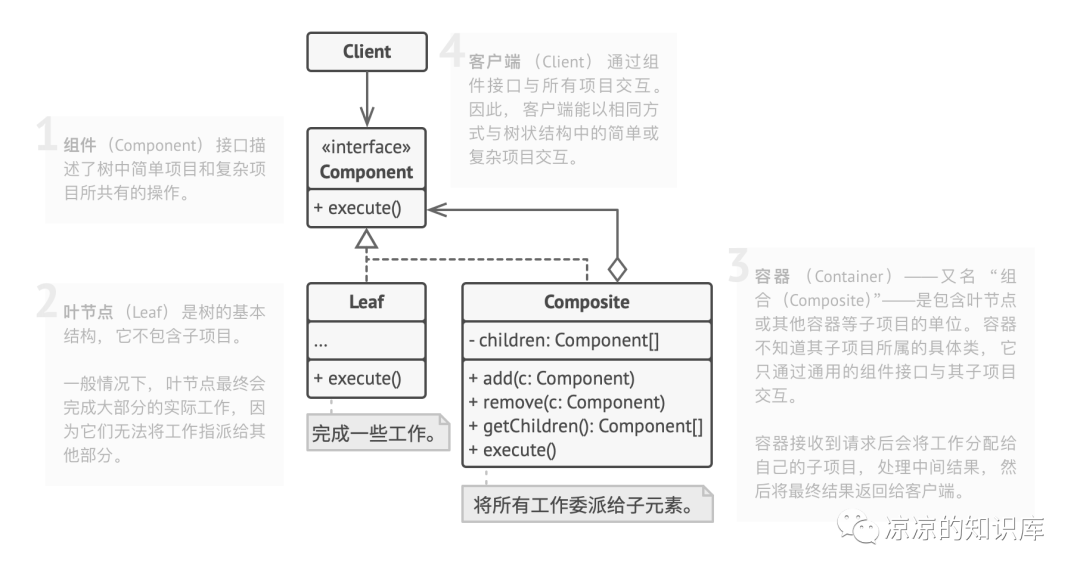 Client
4 客户端（Client）通过组
件接口与所有项目交互。
因此，客户端能以相同方
式与树状结构中的简单或
复杂项目交互。
1 组件（Component）接口描
述了树中简单项目和复杂项
目所共有的操作。
«interface»
Component
+ execute()
2 叶节点（Leaf）是树的基本
结构，它不包含子项目。
一般情况下，叶节点最终会
完成大部分的实际工作，因
为它们无法将工作指派给其
他部分。
Leaf
...
+ execute()
完成一些工作。
Composite
- children: Component[]
+ add(c: Component)
+ remove(c: Component)
+ getChildren(): Component[]
+ execute()
将所有工作委派给子元素。
3 容器（Container）——又名“组
合（Composite）”——是包含叶节点
或其他容器等子项目的单位。容器
不知道其子项目所属的具体类，它
只通过通用的组件接口与其子项目
交互。
容器接收到请求后会将工作分配给
自己的子项目，处理中间结果，然
后将最终结果返回给客户端。
凉凉的知识库